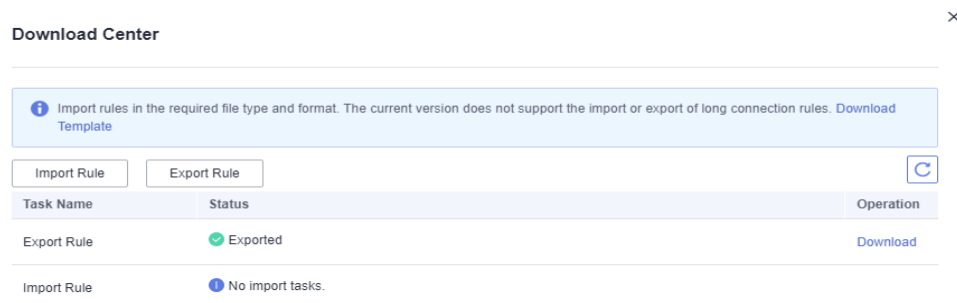 Download Center
Import rules in the required file type and format. The current version does not support the import or export of long connection rules. Download
Template
Import Rule Export Rule
Task Name Status Operation
Export Rule Exported Download
Import Rule No import tasks.